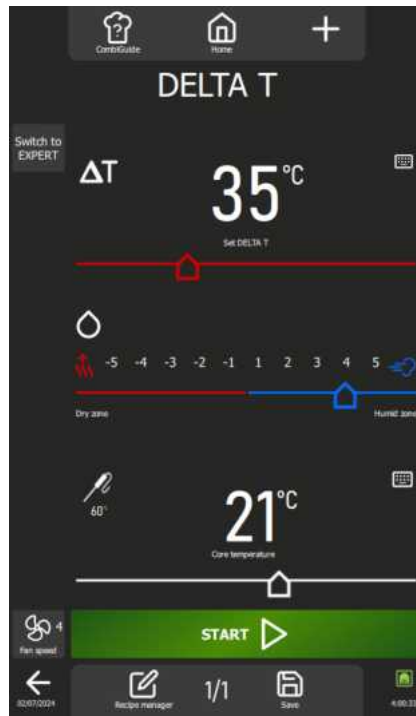 CombiGuide
Home
DELTA T
Switch to
EXPERT
ΔT
35°C
Set DELTA T
-5 -4 -3 -2 -1 1 2 3 4 5
Dry zone
Humid zone
60°
21°C
Core temperature
4
Fan speed
START
02/07/2024
Recipe manager
1/1
Save